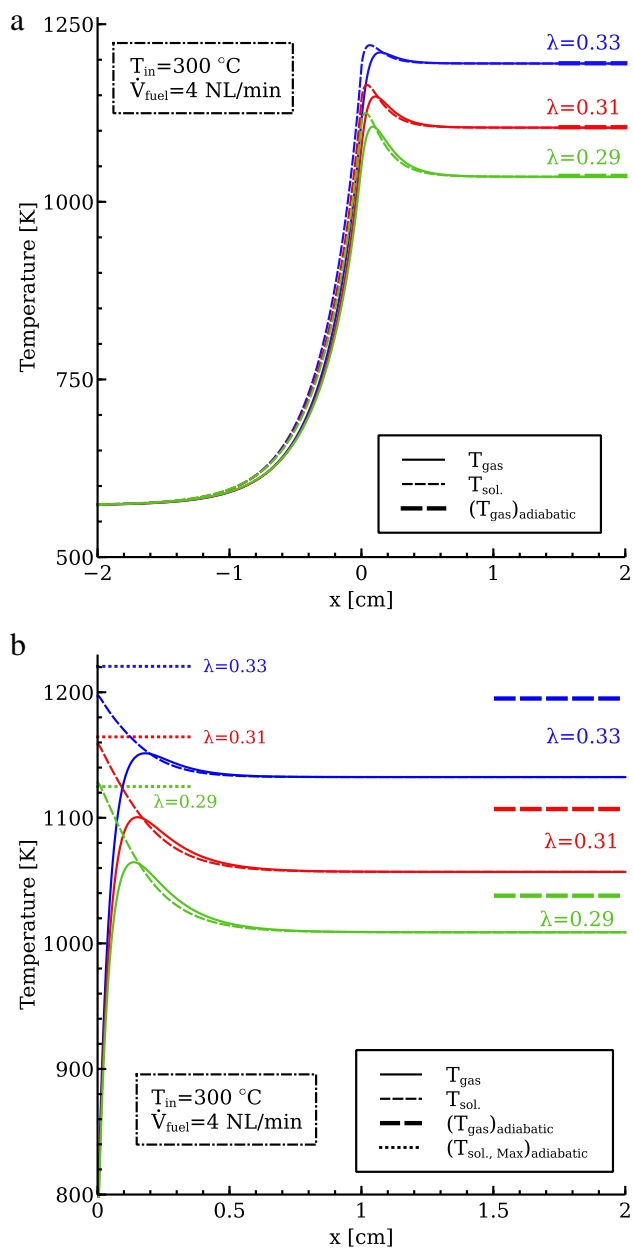 a
1250
1000
750
500
Temperature [K]
T_in=300 °C
V̇_fuel=4 NL/min
λ=0.33
λ=0.31
λ=0.29
T_gas
T_sol.
(T_gas)_adiabatic
−2 −1 0 1 2
x [cm]
b
1200
1100
1000
900
800
Temperature [K]
λ=0.33
λ=0.31
λ=0.29
λ=0.33
λ=0.31
λ=0.29
T_in=300 °C
V̇_fuel=4 NL/min
T_gas
T_sol.
(T_gas)_adiabatic
(T_sol., Max)_adiabatic
0 0.5 1 1.5 2
x [cm]